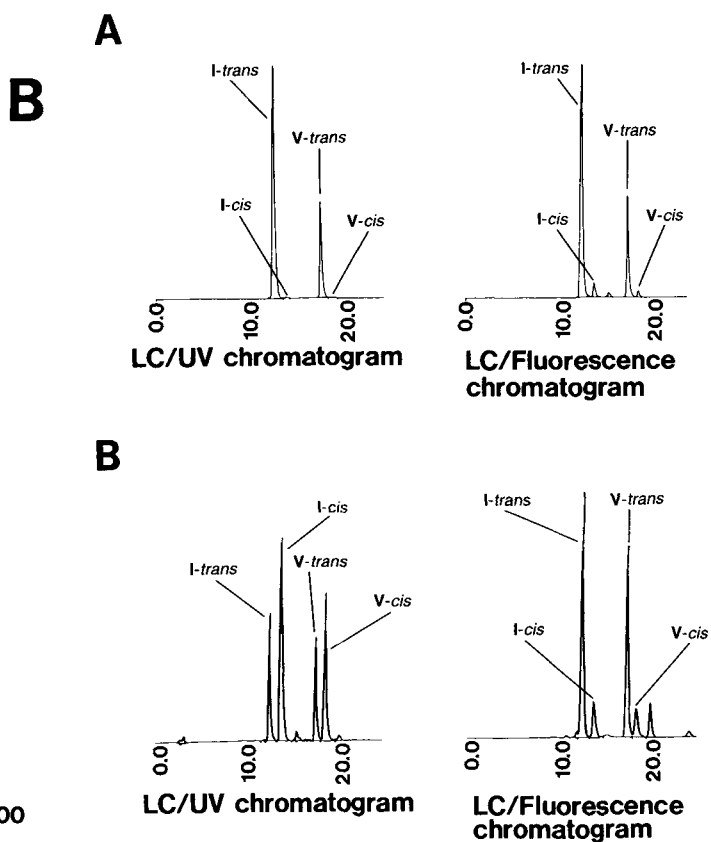 A
B
I-trans
I-cis
V-trans
V-cis
0.0
10.0
20.0
LC/UV chromatogram
I-trans
I-cis
V-trans
V-cis
0.0
10.0
20.0
LC/Fluorescence
chromatogram
B
I-trans
I-cis
V-trans
V-cis
0.0
10.0
20.0
LC/UV chromatogram
I-trans
I-cis
V-trans
V-cis
0.0
10.0
20.0
LC/Fluorescence
chromatogram
00